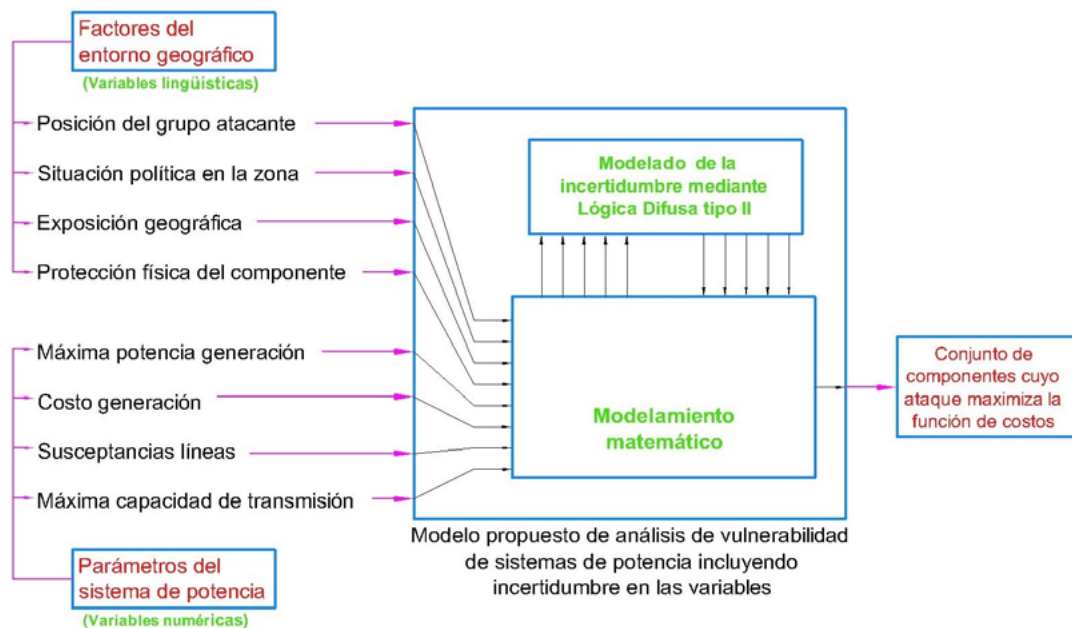 Factores del
entorno geográfico
(Variables lingüisticas)
Posición del grupo atacante
Situación política en la zona
Exposición geográfica
Protección física del componente
Máxima potencia generación
Costo generación
Susceptancias líneas
Máxima capacidad de transmisión
Parámetros del
sistema de potencia
(Variables numéricas)
Modelado de la
incertidumbre mediante
Lógica Difusa tipo II
Modelamiento
matemático
Modelo propuesto de análisis de vulnerabilidad
de sistemas de potencia incluyendo
incertidumbre en las variables
Conjunto de
componentes cuyo
ataque maximiza la
función de costos